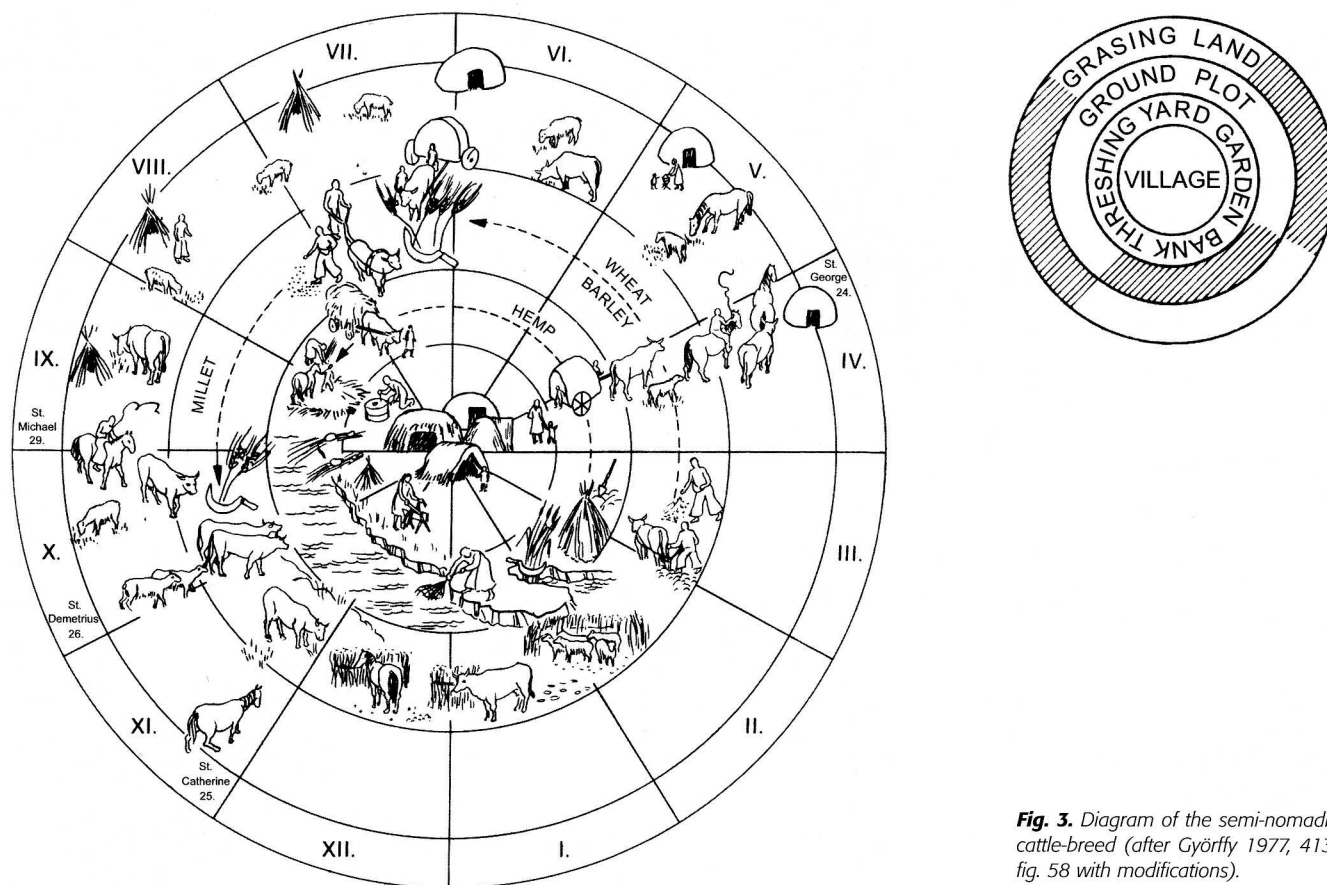 VII.
VI.
VIII.
V.
St.
George
24.
WHEAT
BARLEY
HEMP
MILLET
IX.
IV.
St.
Michael
29.
X.
III.
St.
Demetrius
26.
XI.
II.
St.
Catherine
25.
XII.
I.
GRASING LAND
GROUND PLOT
THRESHING YARD GARDEN BANK
VILLAGE
Fig. 3. Diagram of the semi-nomadi
cattle-breed (after Györffy 1977, 413
fig. 58 with modifications).